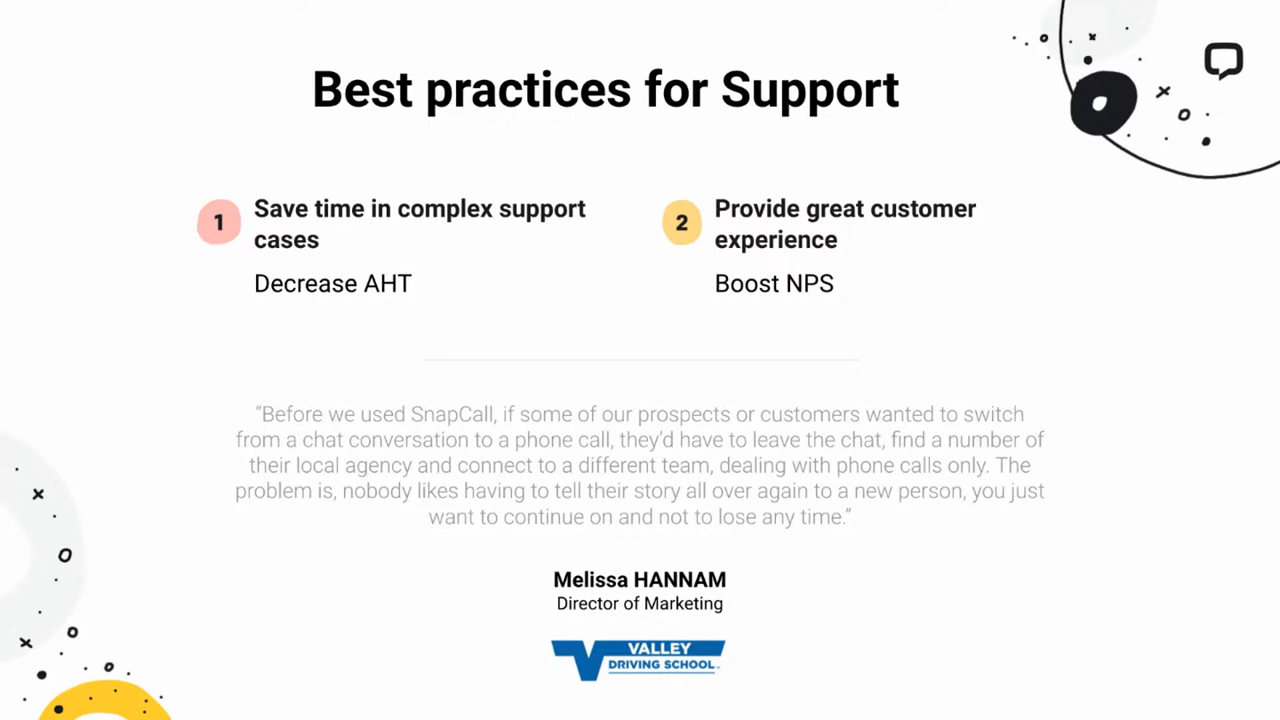 Best practices for Support
1
Save time in complex support
cases
Decrease AHT
2
Provide great customer
experience
Boost NPS
“Before we used SnapCall, if some of our prospects or customers wanted to switch
from a chat conversation to a phone call, they’d have to leave the chat, find a number of
their local agency and connect to a different team, dealing with phone calls only. The
problem is, nobody likes having to tell their story all over again to a new person, you just
want to continue on and not to lose any time.”
Melissa HANNAM
Director of Marketing
VALLEY
DRIVING SCHOOL